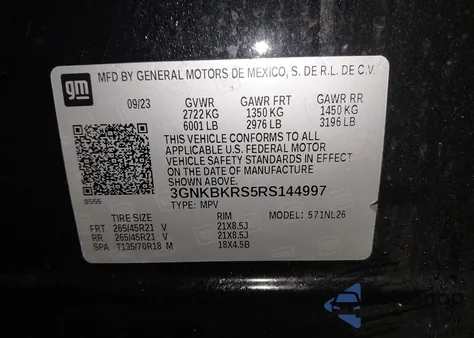 gm
MFD BY GENERAL MOTORS DE MEXICO, S. DE R.L. DE C.V.
09/23 GVWR GAWR FRT GAWR RR
2722 KG 1350 KG 1450 KG
6001 LB 2976 LB 3196 LB
THIS VEHICLE CONFORMS TO ALL
APPLICABLE U.S. FEDERAL MOTOR
VEHICLE SAFETY STANDARDS IN EFFECT
ON THE DATE OF MANUFACTURE
SHOWN ABOVE.
3GNKBKRS5RS144997
8555 TYPE: MPV MODEL: 571NL26
TIRE SIZE RIM
FRT 265/45R21 V 21X8.5J
RR 265/45R21 V 21X8.5J
SPA T135/70R18 M 18X4.5B